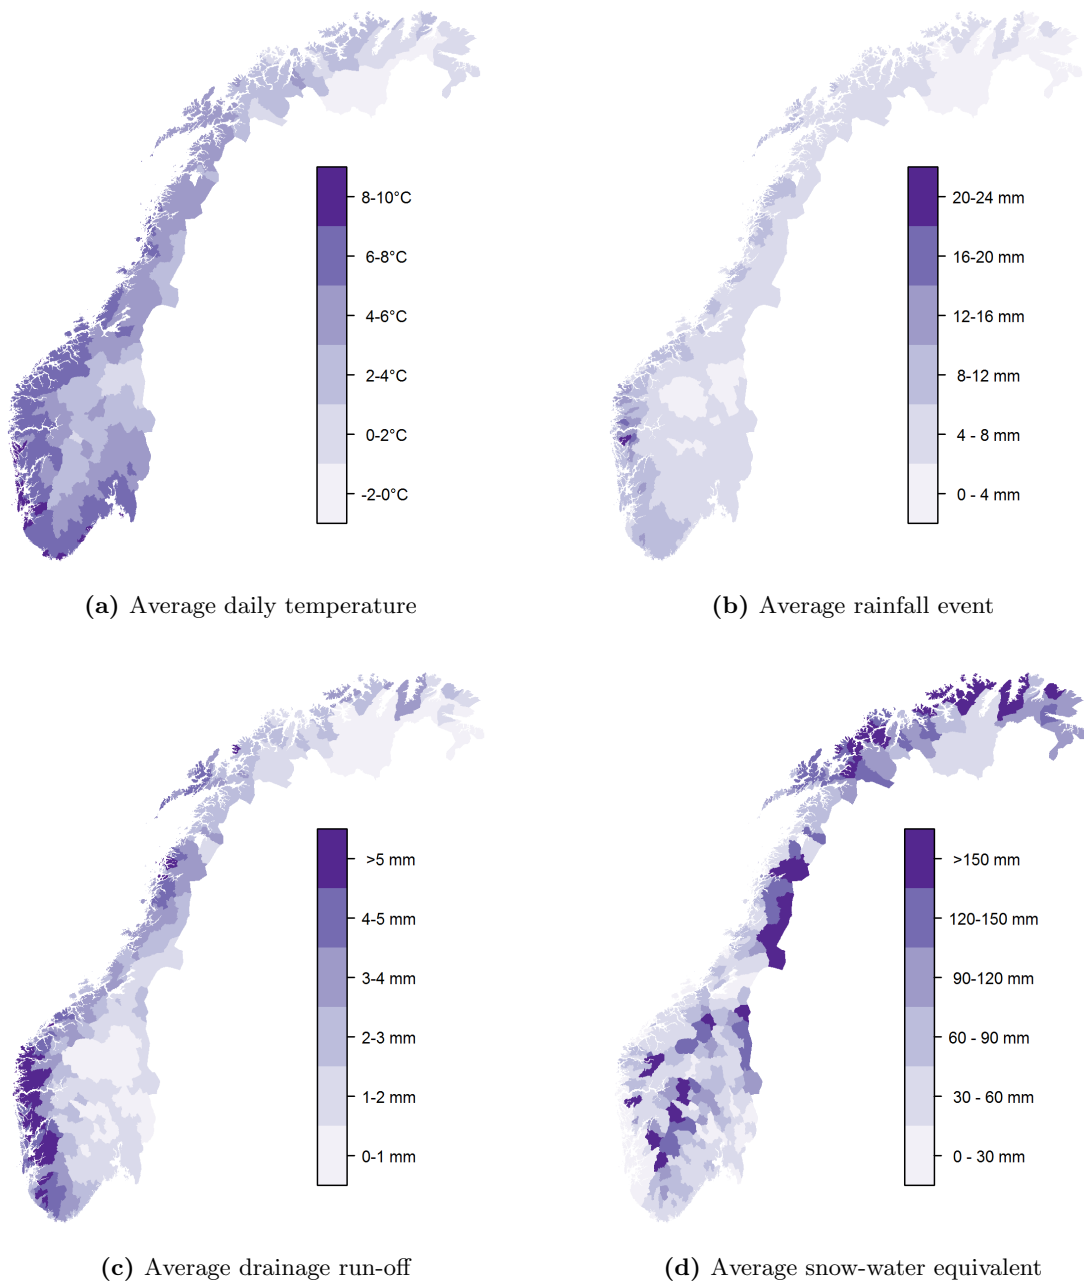 8-10°C
6-8°C
4-6°C
2-4°C
0-2°C
-2-0°C
20-24 mm
16-20 mm
12-16 mm
8-12 mm
4 - 8 mm
0 - 4 mm
(a) Average daily temperature
(b) Average rainfall event
>5 mm
4-5 mm
3-4 mm
2-3 mm
1-2 mm
0-1 mm
>150 mm
120-150 mm
90-120 mm
60 - 90 mm
30 - 60 mm
0 - 30 mm
(c) Average drainage run-off
(d) Average snow-water equivalent